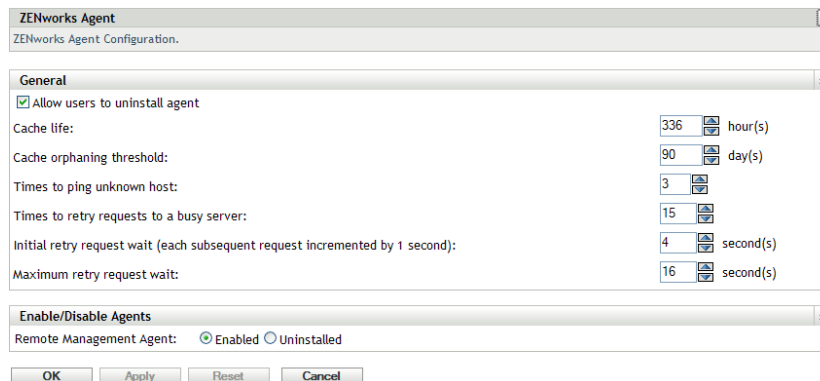 ZENworks Agent
ZENworks Agent Configuration.
General
Allow users to uninstall agent
Cache life: 336 hour(s)
Cache orphaning threshold: 90 day(s)
Times to ping unknown host: 3
Times to retry requests to a busy server: 15
Initial retry request wait (each subsequent request incremented by 1 second): 4 second(s)
Maximum retry request wait: 16 second(s)
Enable/Disable Agents
Remote Management Agent: Enabled Uninstalled
OK Apply Reset Cancel